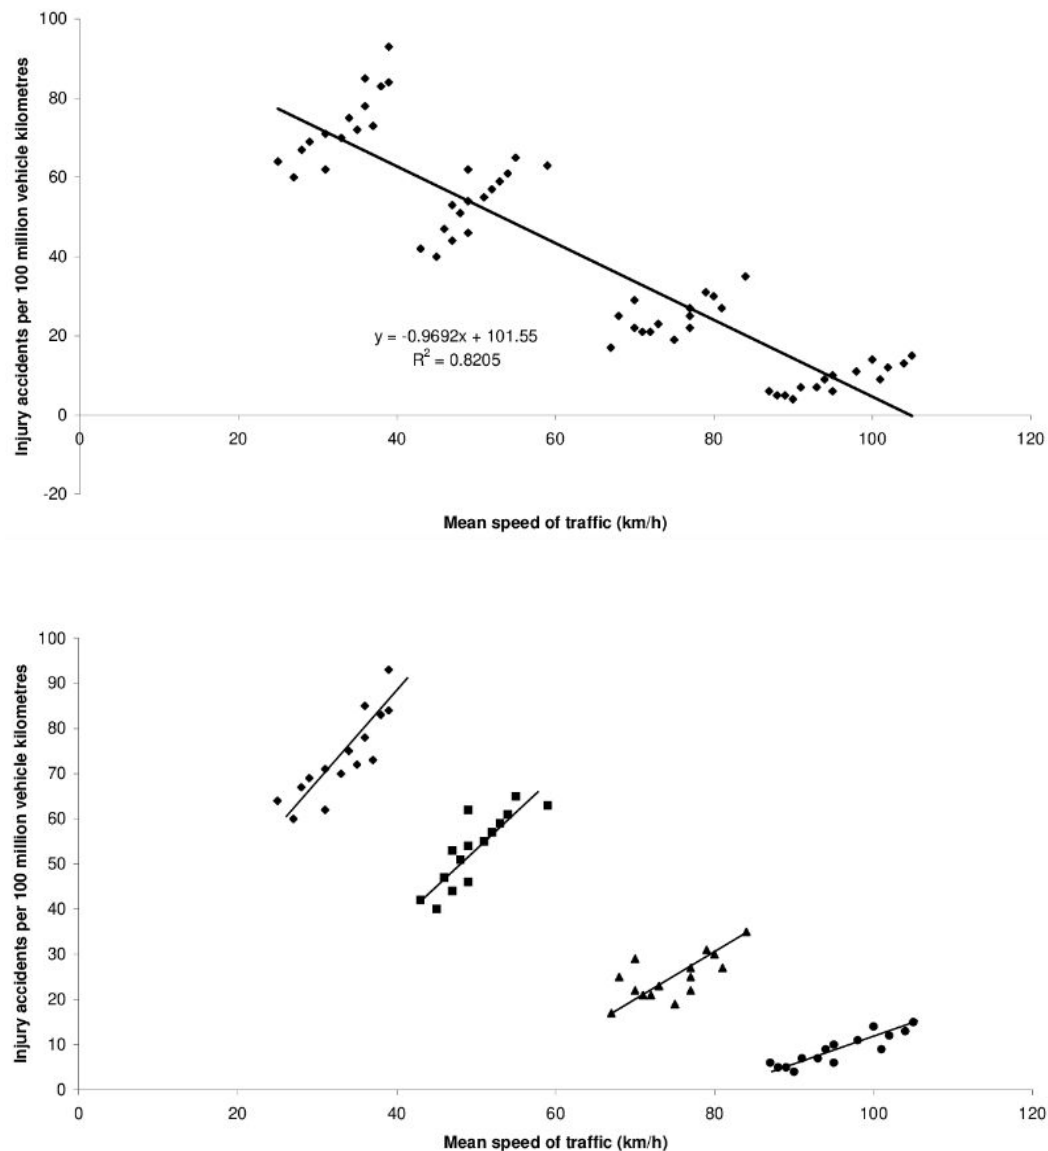 Injury accidents per 100 million vehicle kilometres
100
80
60
40
20
0
-20
y = -0.9692x + 101.55
R² = 0.8205
0 20 40 60 80 100 120
Mean speed of traffic (km/h)
Injury accidents per 100 million vehicle kilometres
100
90
80
70
60
50
40
30
20
10
0
0 20 40 60 80 100 120
Mean speed of traffic (km/h)